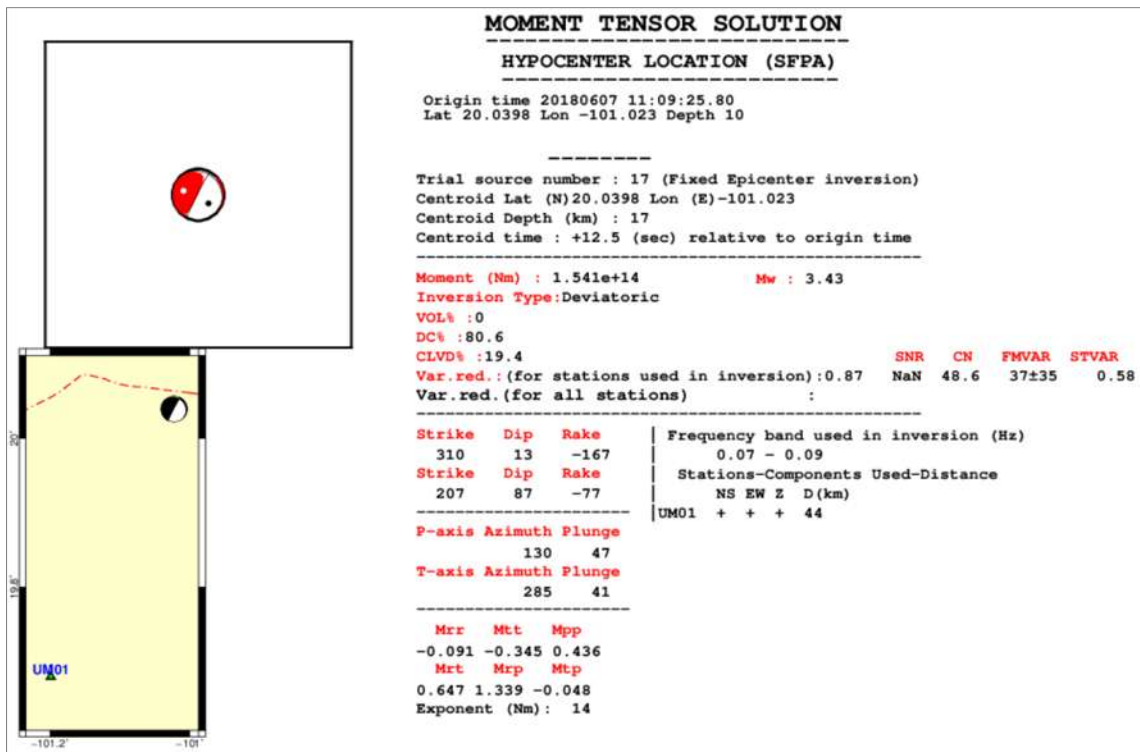 MOMENT TENSOR SOLUTION
HYPOCENTER LOCATION (SFPA)
Origin time 20180607 11:09:25.80
Lat 20.0398 Lon -101.023 Depth 10
Trial source number : 17 (Fixed Epicenter inversion)
Centroid Lat (N)20.0398 Lon (E)-101.023
Centroid Depth (km) : 17
Centroid time : +12.5 (sec) relative to origin time
Moment (Nm) : 1.541e+14 Mw : 3.43
Inversion Type:Deviatoric
VOL% :0
DC% :80.6
CLVD% :19.4 SNR CN FMVAR STVAR
Var.red.:(for stations used in inversion):0.87 NaN 48.6 37±35 0.58
Var.red.(for all stations) :
Strike Dip Rake | Frequency band used in inversion (Hz)
310 13 -167 | 0.07 - 0.09
Strike Dip Rake | Stations-Components Used-Distance
207 87 -77 | NS EW Z D(km)
|UM01 + + + 44
P-axis Azimuth Plunge
130 47
T-axis Azimuth Plunge
285 41
Mrr Mtt Mpp
-0.091 -0.345 0.436
Mrt Mrp Mtp
0.647 1.339 -0.048
Exponent (Nm): 14
20˚
19.8˚
UM01
-101.2˚ -101˚